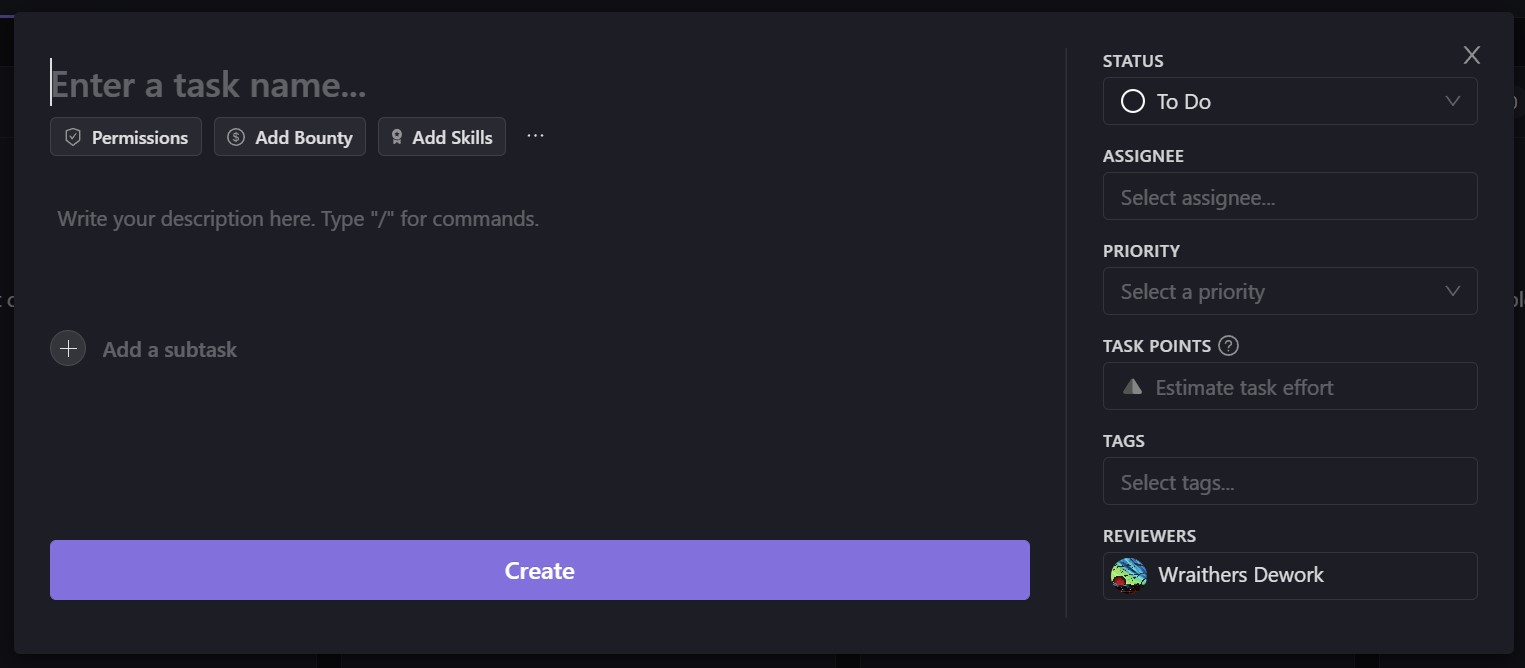 Enter a task name...
Permissions
Add Bounty
Add Skills
...
Write your description here. Type "/" for commands.
Add a subtask
Create
STATUS
To Do
ASSIGNEE
Select assignee...
PRIORITY
Select a priority
TASK POINTS ?
Estimate task effort
TAGS
Select tags...
REVIEWERS
Wraithers Dework